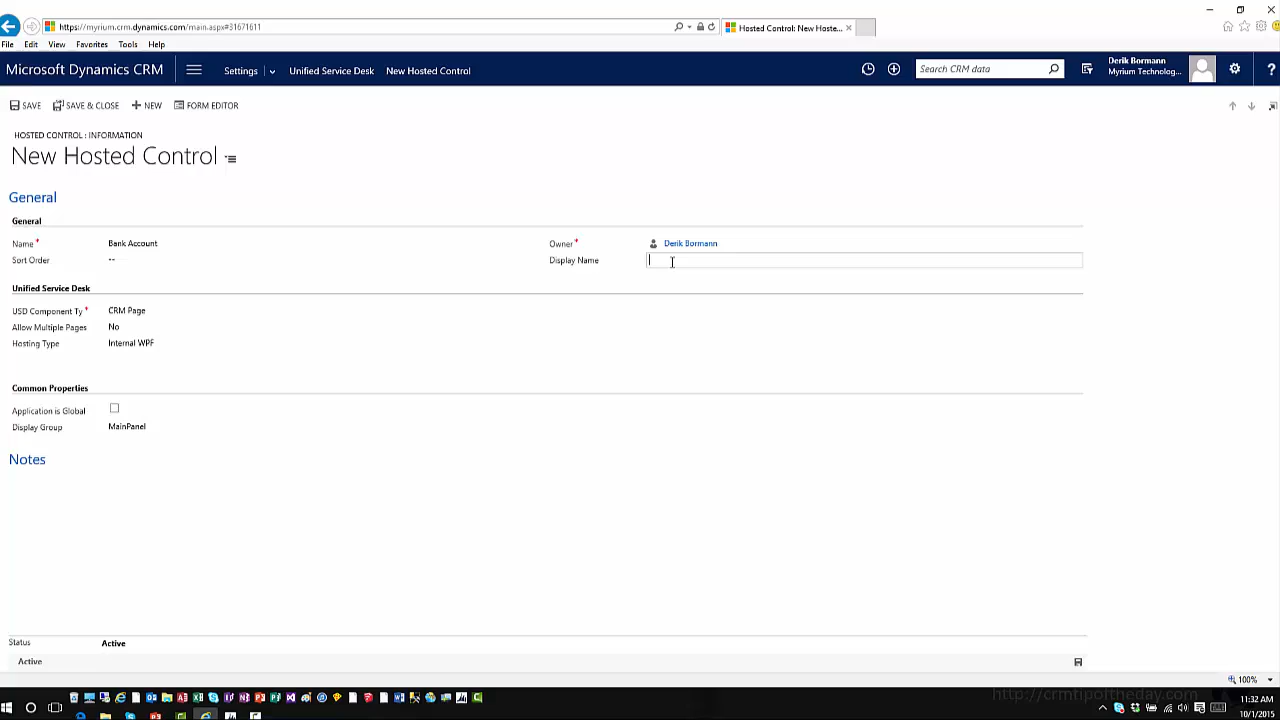 https://myrium.crm.dynamics.com/main.aspx#31671611
Hosted Control: New Hoste...
File Edit View Favorites Tools Help
Microsoft Dynamics CRM
Settings
Unified Service Desk
New Hosted Control
Search CRM data
Derik Bormann
Myrium Technolog...
SAVE
SAVE & CLOSE
NEW
FORM EDITOR
HOSTED CONTROL : INFORMATION
New Hosted Control
General
General
Name * Bank Account
Owner * Derik Bormann
Sort Order --
Display Name
Unified Service Desk
USD Component Ty * CRM Page
Allow Multiple Pages No
Hosting Type Internal WPF
Common Properties
Application is Global
Display Group MainPanel
Notes
Status Active
Active
100%
http://crmtipoftheday.com
11:32 AM
10/1/2015